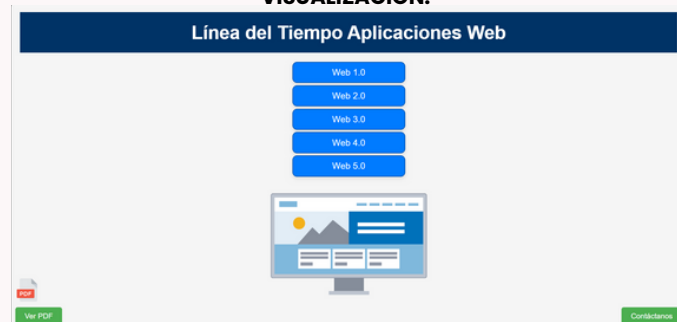 VISUALIZACIÓN:
Línea del Tiempo Aplicaciones Web
Web 1.0
Web 2.0
Web 3.0
Web 4.0
Web 5.0
PDF
Ver PDF
Contáctanos